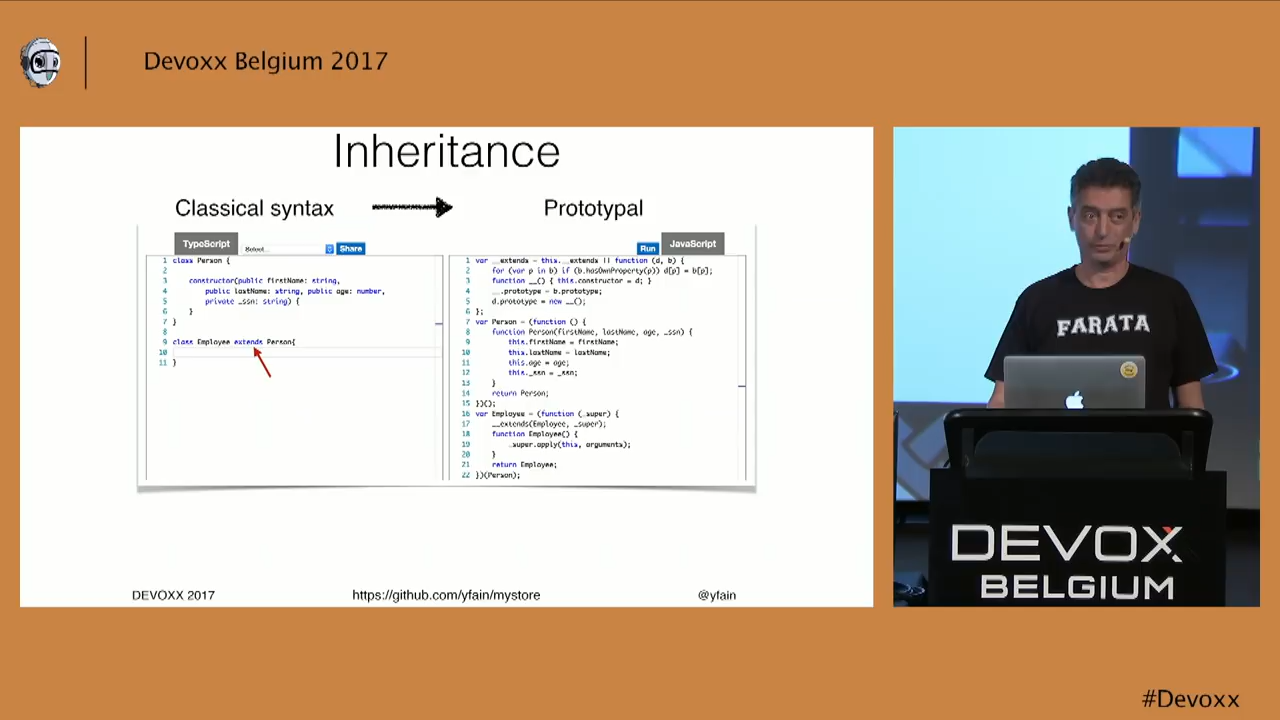 Devoxx Belgium 2017
Inheritance
Classical syntax
Prototypal
TypeScript
Select...
Share
1 class Person {
2
3 constructor(public firstName: string,
4 public lastName: string, public age: number,
5 private _ssn: string) {
6 }
7 }
8
9 class Employee extends Person{
10
11 }
Run
JavaScript
1 var __extends = this.__extends || function (d, b) {
2 for (var p in b) if (b.hasOwnProperty(p)) d[p] = b[p];
3 function __() { this.constructor = d; }
4 __.prototype = b.prototype;
5 d.prototype = new __();
6 };
7 var Person = (function () {
8 function Person(firstName, lastName, age, _ssn) {
9 this.firstName = firstName;
10 this.lastName = lastName;
11 this.age = age;
12 this._ssn = _ssn;
13 }
14 return Person;
15 })();
16 var Employee = (function (_super) {
17 __extends(Employee, _super);
18 function Employee() {
19 _super.apply(this, arguments);
20 }
21 return Employee;
22 })(Person);
DEVOXX 2017
https://github.com/yfain/mystore
@yfain
FARATA
DEVOXX
BELGIUM
#Devoxx